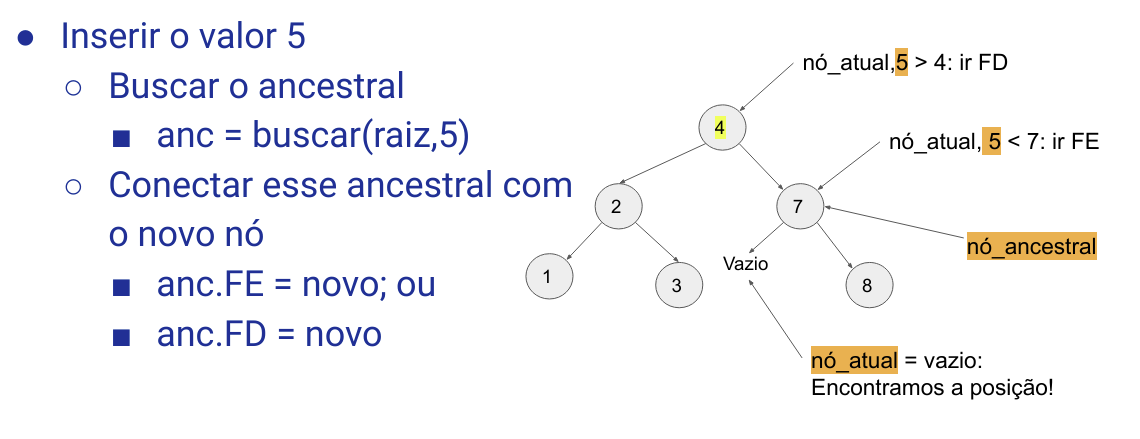 ● Inserir o valor 5
○ Buscar o ancestral
■ anc = buscar(raiz,5)
○ Conectar esse ancestral com
o novo nó
■ anc.FE = novo; ou
■ anc.FD = novo
nó_atual,5 > 4: ir FD
4
nó_atual, 5 < 7: ir FE
2
7
nó_ancestral
Vazio
1
3
8
nó_atual = vazio:
Encontramos a posição!